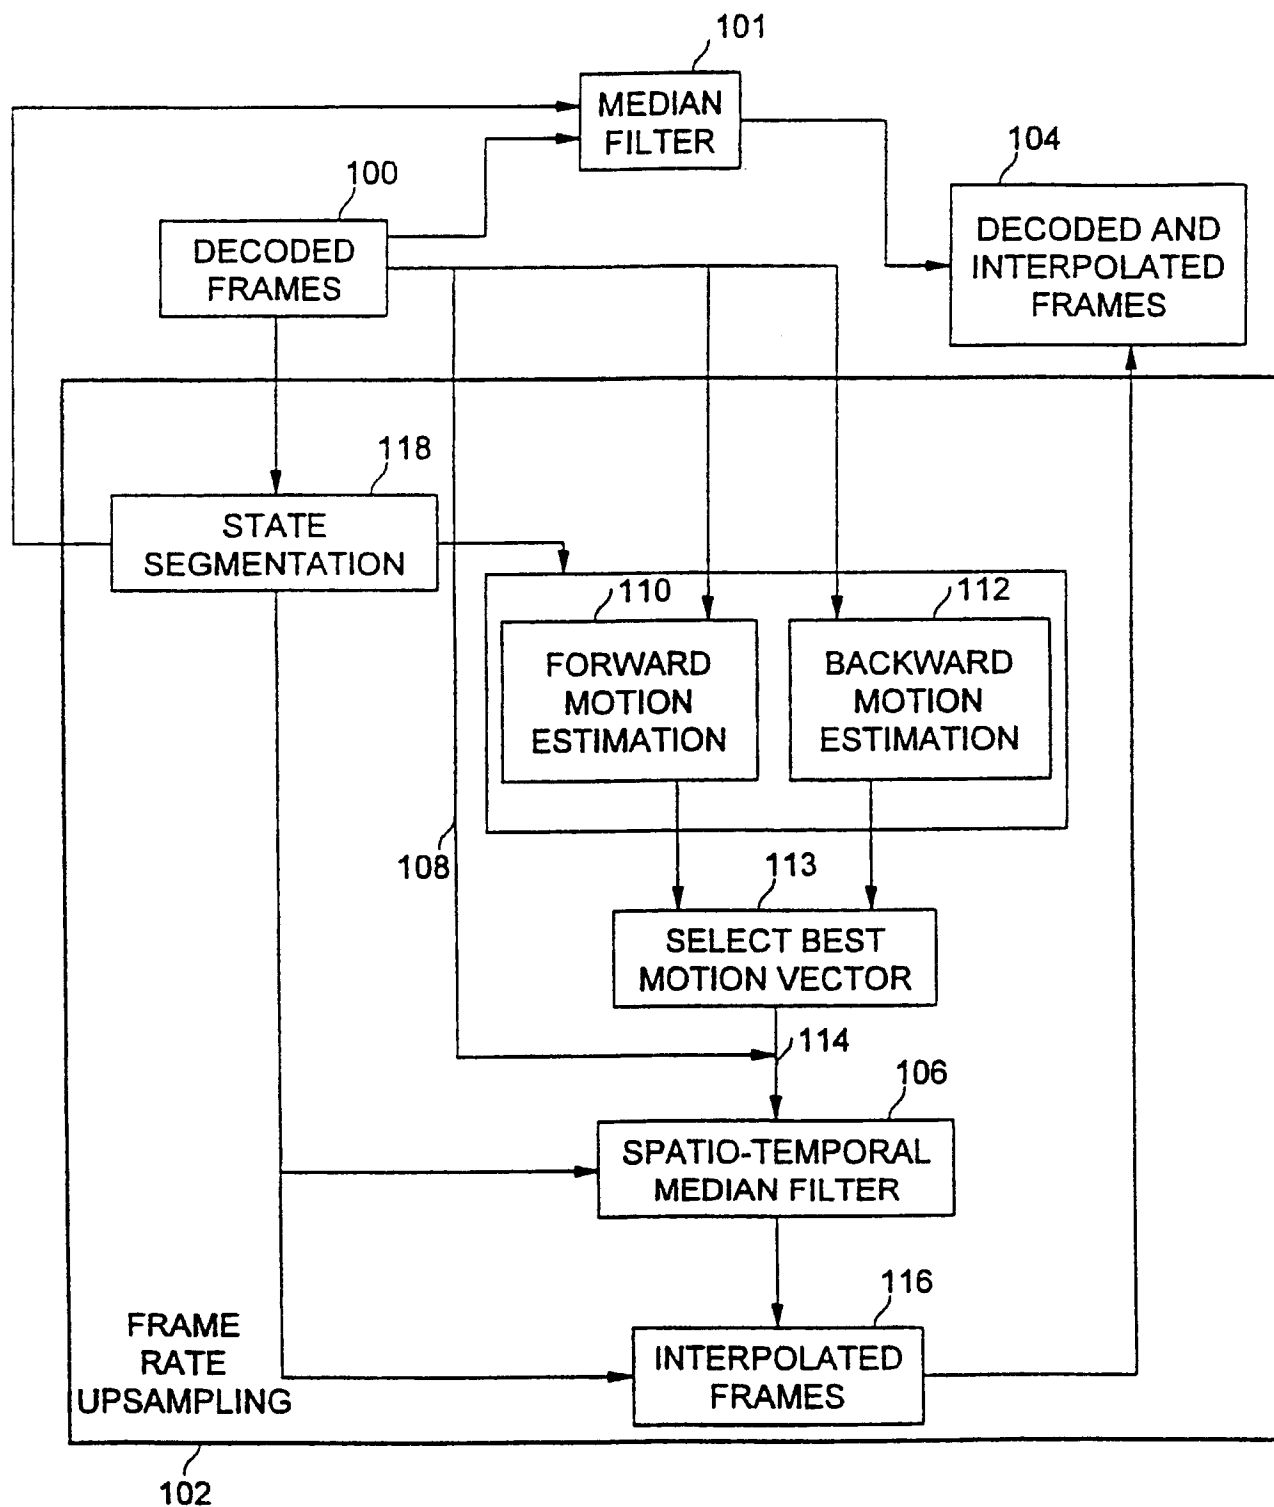 101
MEDIAN
FILTER
104
100
DECODED
FRAMES
DECODED AND
INTERPOLATED
FRAMES
118
STATE
SEGMENTATION
110
112
FORWARD
MOTION
ESTIMATION
BACKWARD
MOTION
ESTIMATION
108
113
SELECT BEST
MOTION VECTOR
114
106
SPATIO-TEMPORAL
MEDIAN FILTER
116
FRAME
RATE
UPSAMPLING
INTERPOLATED
FRAMES
102